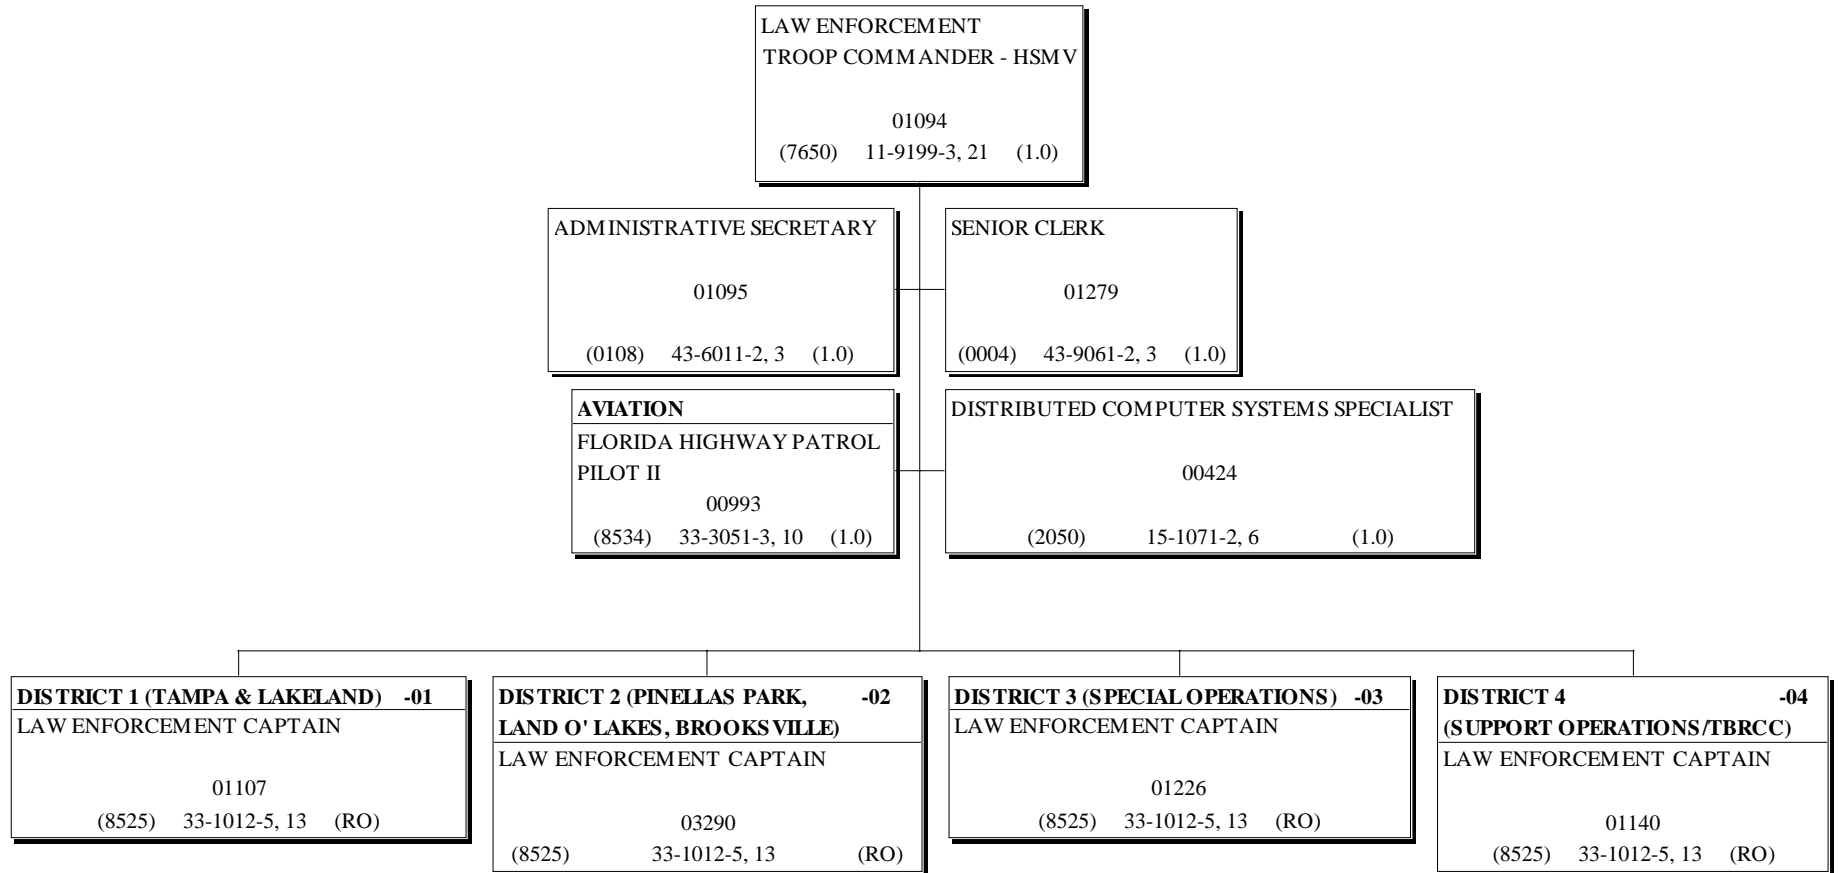 LAW ENFORCEMENT
TROOP COMMANDER - HSMV
01094
(7650) 11-9199-3, 21 (1.0)
ADMINISTRATIVE SECRETARY
01095
(0108) 43-6011-2, 3 (1.0)
SENIOR CLERK
01279
(0004) 43-9061-2, 3 (1.0)
AVIATION
FLORIDA HIGHWAY PATROL
PILOT II
00993
(8534) 33-3051-3, 10 (1.0)
DISTRIBUTED COMPUTER SYSTEMS SPECIALIST
00424
(2050) 15-1071-2, 6 (1.0)
DISTRICT 1 (TAMPA & LAKELAND) -01
LAW ENFORCEMENT CAPTAIN
01107
(8525) 33-1012-5, 13 (RO)
DISTRICT 2 (PINELLAS PARK, -02
LAND O' LAKES, BROOKSVILLE)
LAW ENFORCEMENT CAPTAIN
03290
(8525) 33-1012-5, 13 (RO)
DISTRICT 3 (SPECIAL OPERATIONS) -03
LAW ENFORCEMENT CAPTAIN
01226
(8525) 33-1012-5, 13 (RO)
DISTRICT 4 -04
(SUPPORT OPERATIONS/TBRCC)
LAW ENFORCEMENT CAPTAIN
01140
(8525) 33-1012-5, 13 (RO)